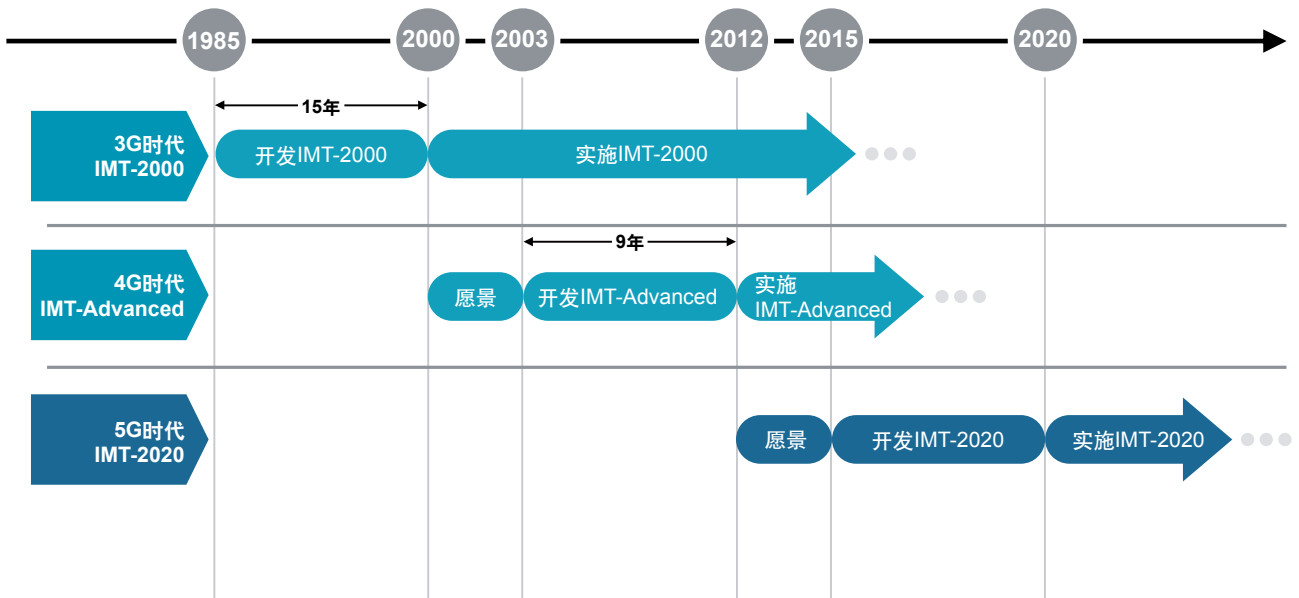 1985
2000
2003
2012
2015
2020
15年
3G时代
IMT-2000
开发IMT-2000
实施IMT-2000
9年
4G时代
IMT-Advanced
愿景
开发IMT-Advanced
实施
IMT-Advanced
5G时代
IMT-2020
愿景
开发IMT-2020
实施IMT-2020